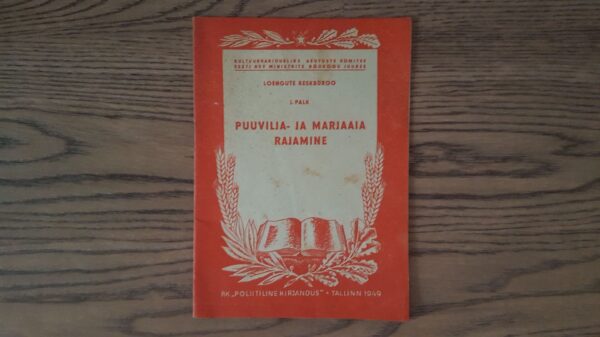 KULTUURHARIDUSLIKE ASUTUSTE KOMITEE
EESTI NSV MINISTRITE NÕUKOGU JUURES
LOENGUTE KESKBÜROO
J. PALK
PUUVILJA- JA MARJAAIA
RAJAMINE
RK „POLIITILINE KIRJANDUS" • TALLINN 1949